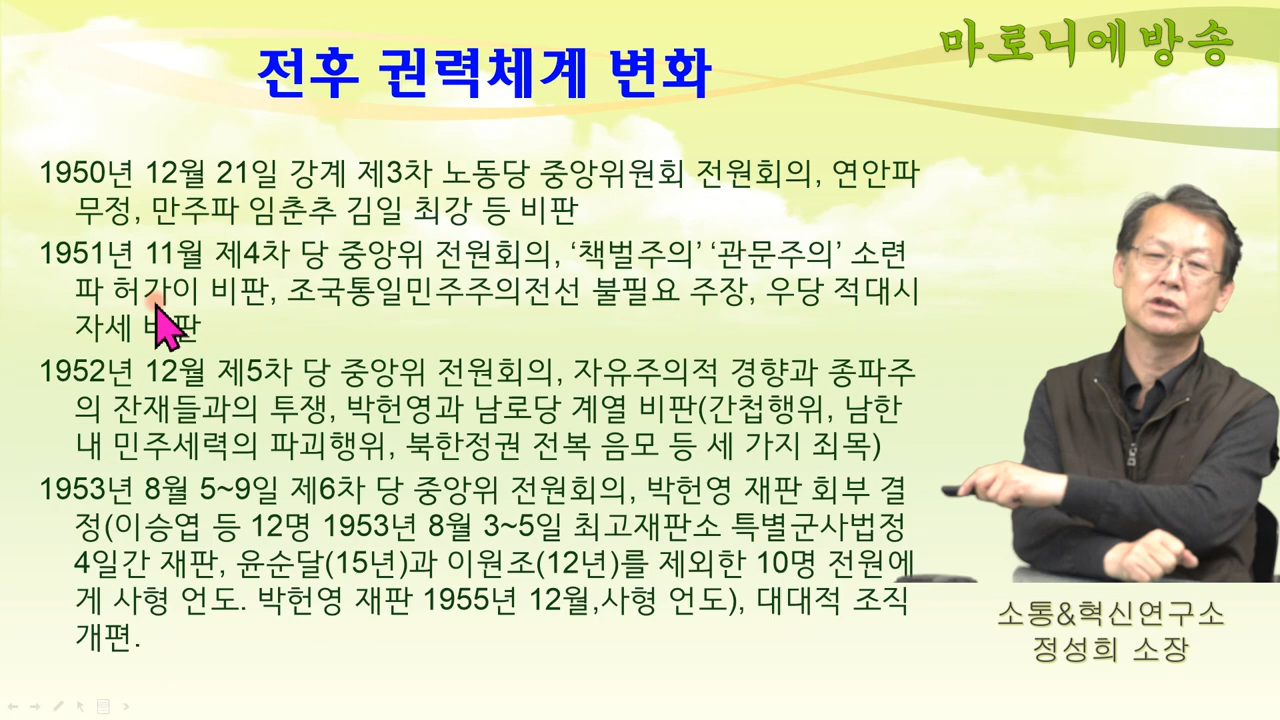 마로니에방송
전후 권력체계 변화
1950년 12월 21일 강계 제3차 노동당 중앙위원회 전원회의, 연안파
무정, 만주파 임춘추 김일 최강 등 비판
1951년 11월 제4차 당 중앙위 전원회의, ‘책벌주의’ ‘관문주의’ 소련
파 허가이 비판, 조국통일민주주의전선 불필요 주장, 우당 적대시
자세 비판
1952년 12월 제5차 당 중앙위 전원회의, 자유주의적 경향과 종파주
의 잔재들과의 투쟁, 박헌영과 남로당 계열 비판(간첩행위, 남한
내 민주세력의 파괴행위, 북한정권 전복 음모 등 세 가지 죄목)
1953년 8월 5~9일 제6차 당 중앙위 전원회의, 박헌영 재판 회부 결
정(이승엽 등 12명 1953년 8월 3~5일 최고재판소 특별군사법정
4일간 재판, 윤순달(15년)과 이원조(12년)를 제외한 10명 전원에
게 사형 언도. 박헌영 재판 1955년 12월,사형 언도), 대대적 조직
개편.
소통&혁신연구소
정성희 소장